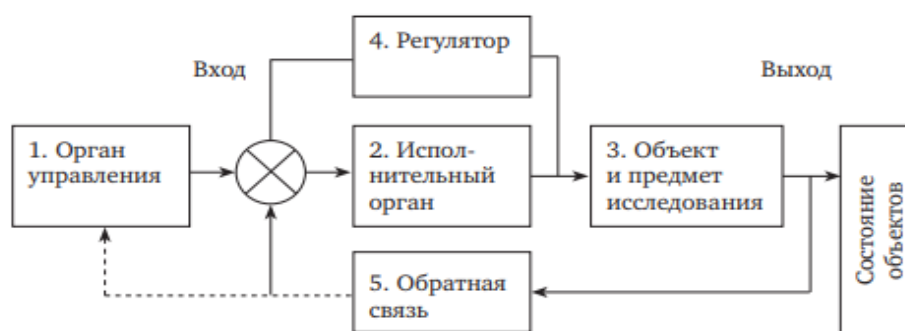 4. Регулятор
Вход
Выход
1. Орган
управления
2. Испол-
нительный
орган
3. Объект
и предмет
исследования
Состояние
объектов
5. Обратная
связь